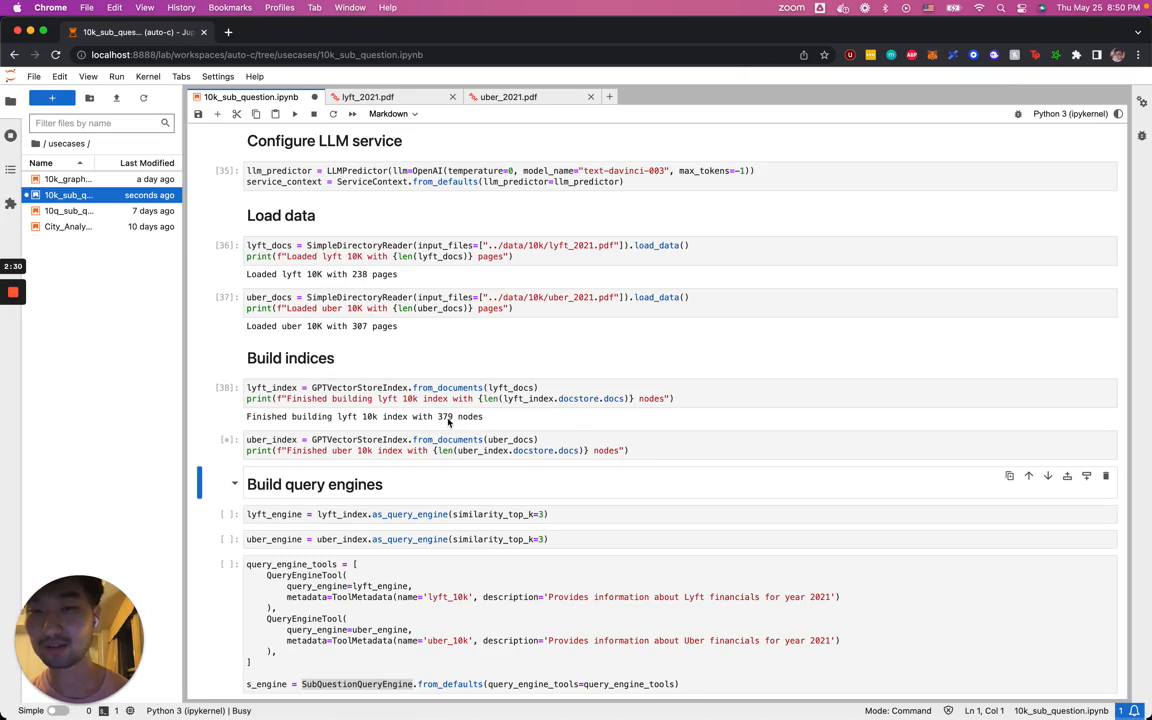 Chrome File Edit View History Bookmarks Profiles Tab Window Help
zoom
Thu May 25 8:50 PM
10k_sub_ques... (auto-c) - Jup
localhost:8888/lab/workspaces/auto-c/tree/usecases/10k_sub_question.ipynb
File Edit View Run Kernel Tabs Settings Help
10k_sub_question.ipynb
lyft_2021.pdf
uber_2021.pdf
Filter files by name
Markdown
Python 3 (ipykernel)
/ usecases /
Name Last Modified
10k_graph... a day ago
10k_sub_q... seconds ago
10q_sub_q... 7 days ago
City_Analy... 10 days ago
2:30
Configure LLM service
[35]: llm_predictor = LLMPredictor(llm=OpenAI(temperature=0, model_name="text-davinci-003", max_tokens=-1))
service_context = ServiceContext.from_defaults(llm_predictor=llm_predictor)
Load data
[36]: lyft_docs = SimpleDirectoryReader(input_files=["../data/10k/lyft_2021.pdf"]).load_data()
print(f"Loaded lyft 10K with {len(lyft_docs)} pages")
Loaded lyft 10K with 238 pages
[37]: uber_docs = SimpleDirectoryReader(input_files=["../data/10k/uber_2021.pdf"]).load_data()
print(f"Loaded uber 10K with {len(uber_docs)} pages")
Loaded uber 10K with 307 pages
Build indices
[38]: lyft_index = GPTVectorStoreIndex.from_documents(lyft_docs)
print(f"Finished building lyft 10k index with {len(lyft_index.docstore.docs)} nodes")
Finished building lyft 10k index with 379 nodes
[*]: uber_index = GPTVectorStoreIndex.from_documents(uber_docs)
print(f"Finished uber 10k index with {len(uber_index.docstore.docs)} nodes")
Build query engines
[ ]: lyft_engine = lyft_index.as_query_engine(similarity_top_k=3)
[ ]: uber_engine = uber_index.as_query_engine(similarity_top_k=3)
[ ]: query_engine_tools = [
QueryEngineTool(
query_engine=lyft_engine,
metadata=ToolMetadata(name='lyft_10k', description='Provides information about Lyft financials for year 2021')
),
QueryEngineTool(
query_engine=uber_engine,
metadata=ToolMetadata(name='uber_10k', description='Provides information about Uber financials for year 2021')
),
]
s_engine = SubQuestionQueryEngine.from_defaults(query_engine_tools=query_engine_tools)
Simple 0 1 Python 3 (ipykernel) | Busy
Mode: Command Ln 1, Col 1 10k_sub_question.ipynb 1